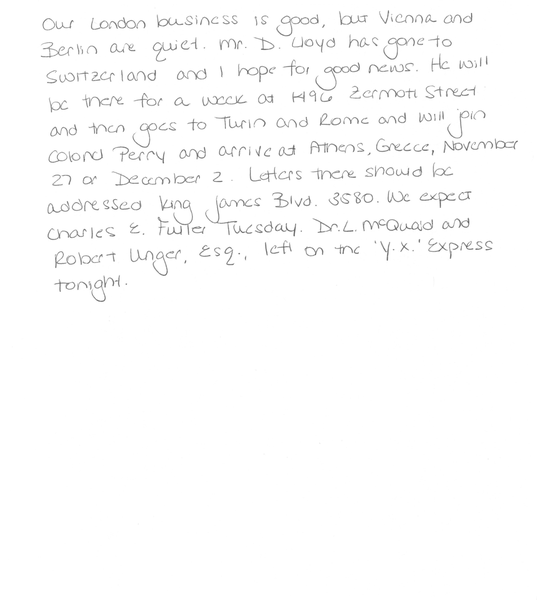 Our London business is good, but Vienna and
Berlin are quiet. Mr. D. Lloyd has gone to
Switzerland and I hope for good news. He will
be there for a week at 1496 Zermott Street
and then goes to Turin and Rome and will join
Colonel Perry and arrive at Athens, Greece, November
27 or December 2. Letters there should be
addressed King James Blvd. 3580. We expect
Charles E. Fuller Tuesday. Dr. L. McQuaid and
Robert Unger, Esq., left on the 'Y.X.' Express
tonight.